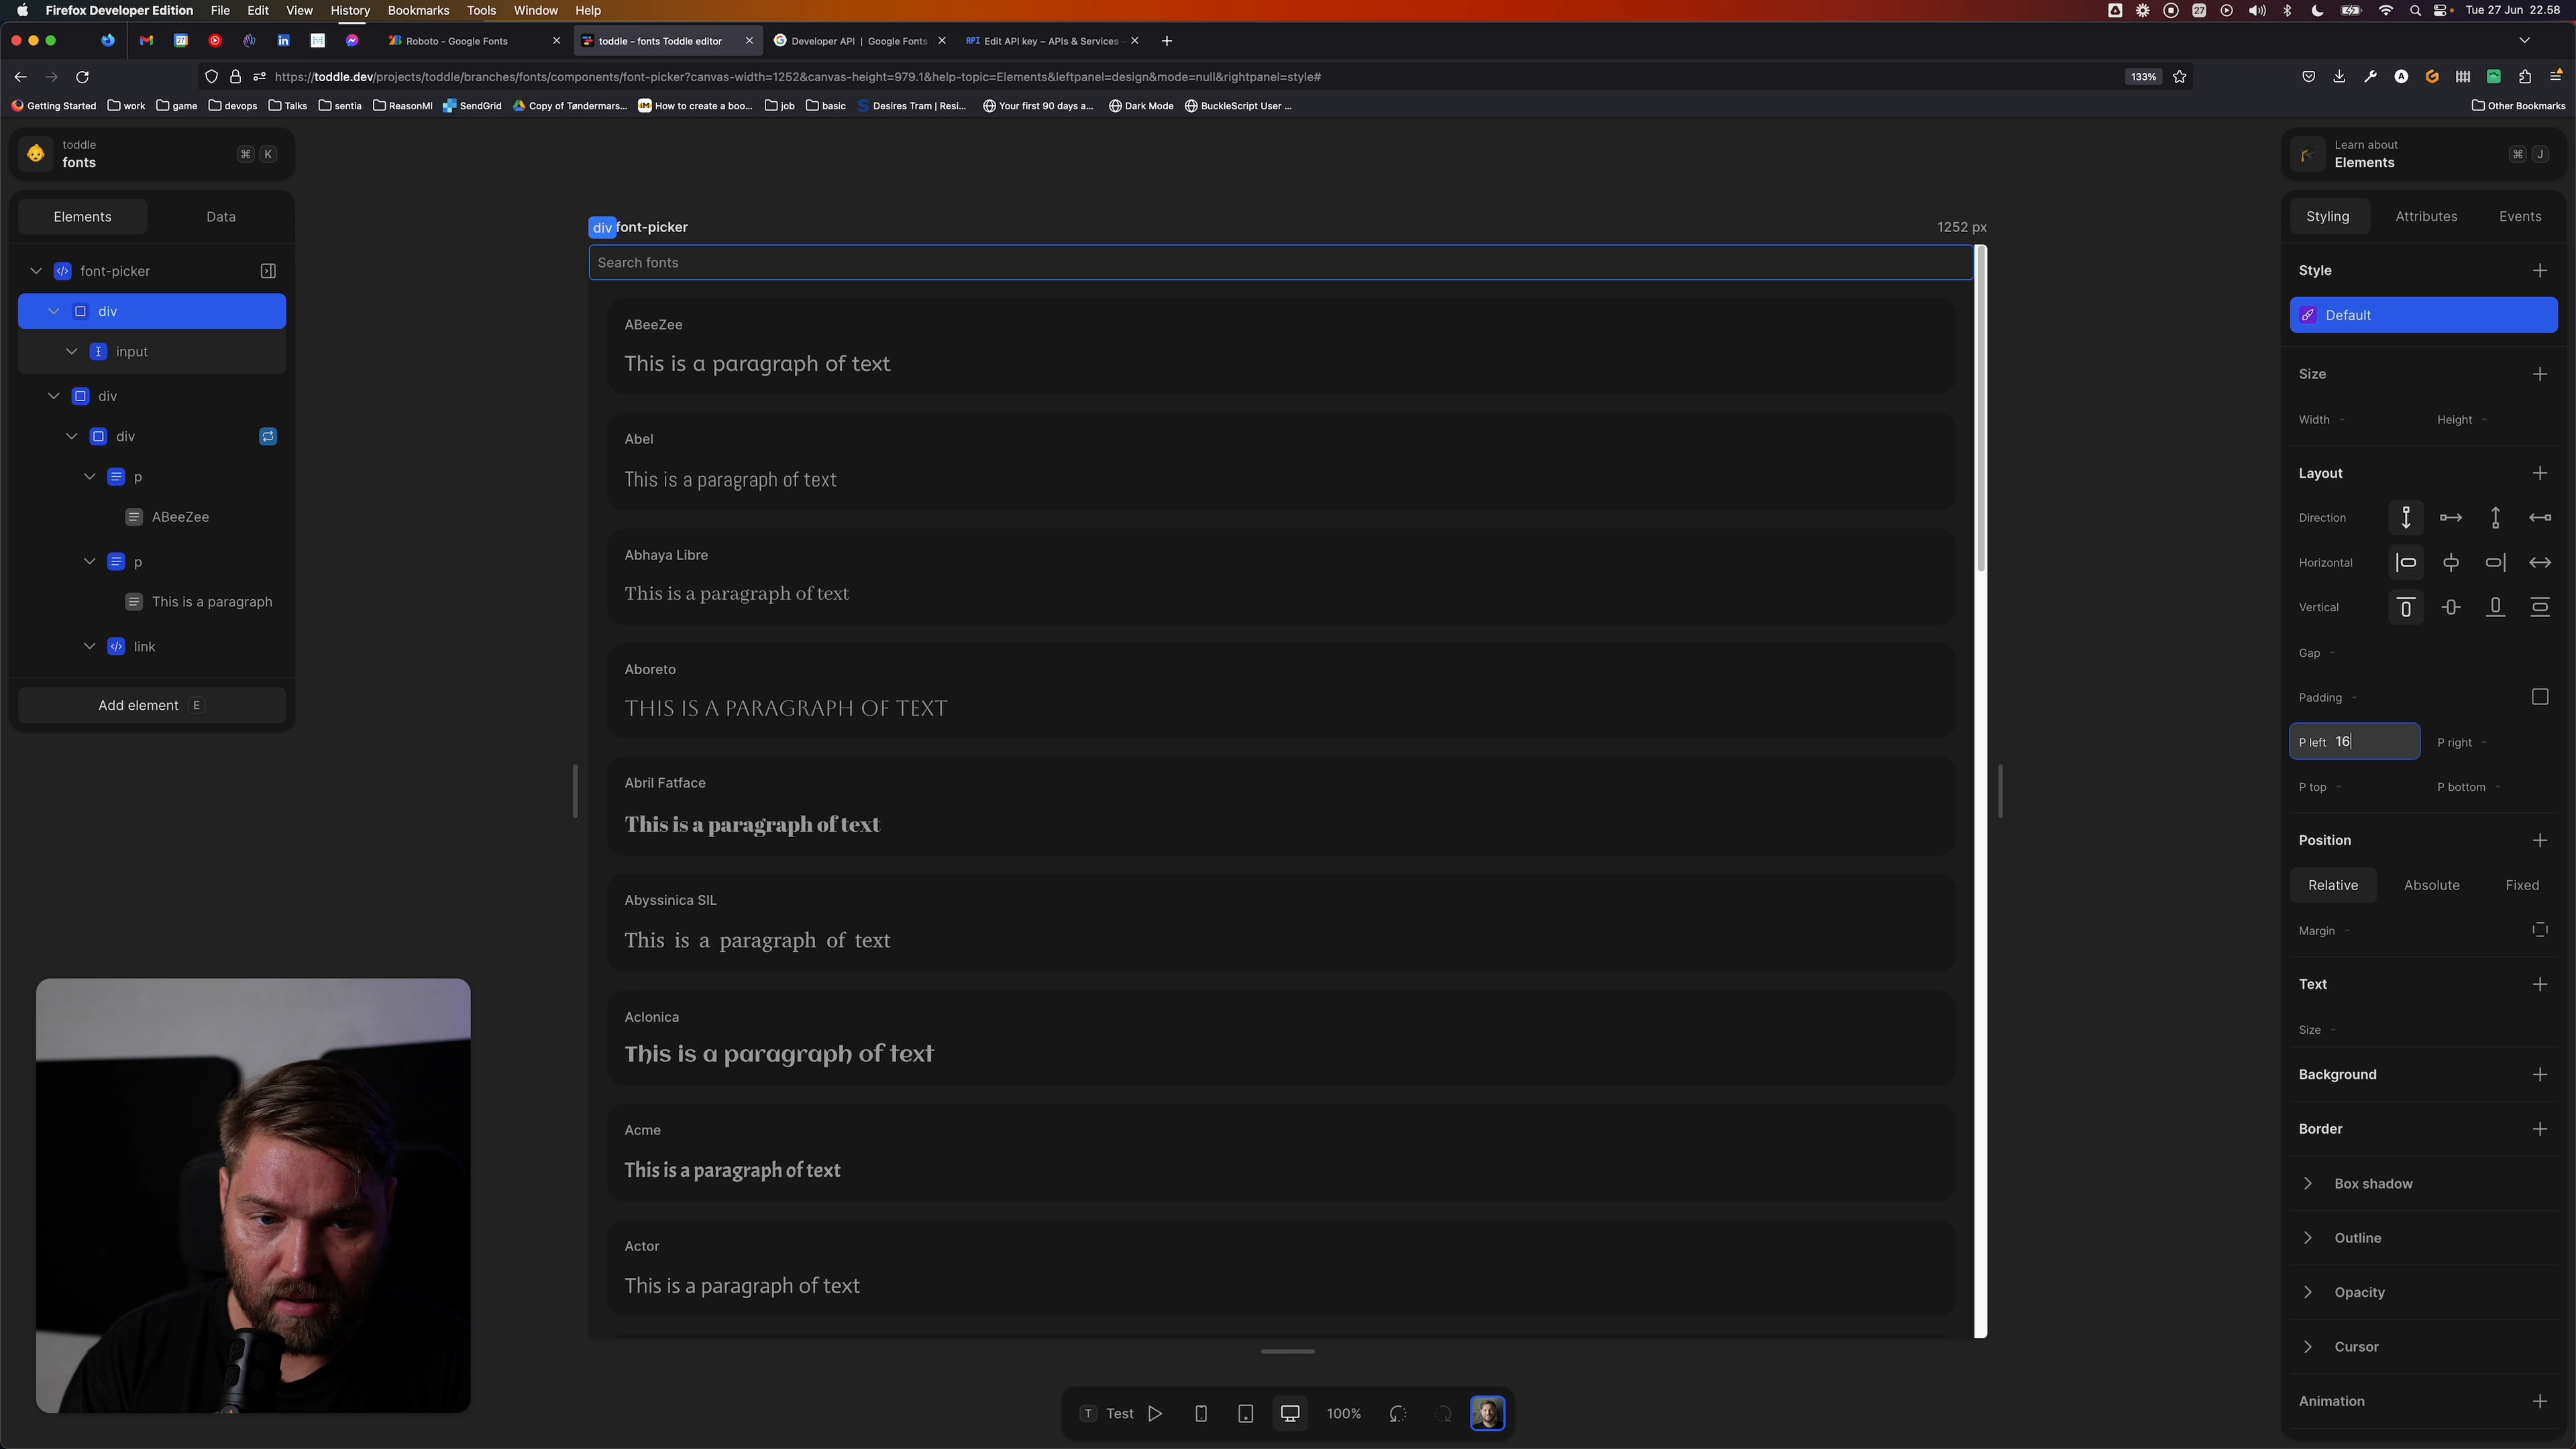 Firefox Developer Edition File Edit View History Bookmarks Tools Window Help
27 Tue 27 Jun 22.58
Roboto - Google Fonts
toddle - fonts Toddle editor
Developer API | Google Fonts
API Edit API key – APIs & Services -
https://toddle.dev/projects/toddle/branches/fonts/components/font-picker?canvas-width=1252&canvas-height=979.1&help-topic=Elements&leftpanel=design&mode=null&rightpanel=style#
133%
Getting Started work game devops Talks sentia ReasonMl SendGrid Copy of Tøndermars... How to create a boo... job basic Desires Tram | Resi... Your first 90 days a... Dark Mode BuckleScript User ... Other Bookmarks
toddle
fonts
⌘ K
Elements Data
font-picker
div
input
div
div
p
ABeeZee
p
This is a paragraph
link
Add element E
div font-picker 1252 px
Search fonts
ABeeZee
This is a paragraph of text
Abel
This is a paragraph of text
Abhaya Libre
This is a paragraph of text
Aboreto
THIS IS A PARAGRAPH OF TEXT
Abril Fatface
This is a paragraph of text
Abyssinica SIL
This is a paragraph of text
Aclonica
This is a paragraph of text
Acme
This is a paragraph of text
Actor
This is a paragraph of text
T Test 100%
Learn about
Elements
⌘ J
Styling Attributes Events
Style
Default
Size
Width - Height -
Layout
Direction
Horizontal
Vertical
Gap -
Padding -
P left 16 P right -
P top - P bottom -
Position
Relative Absolute Fixed
Margin -
Text
Size -
Background
Border
Box shadow
Outline
Opacity
Cursor
Animation